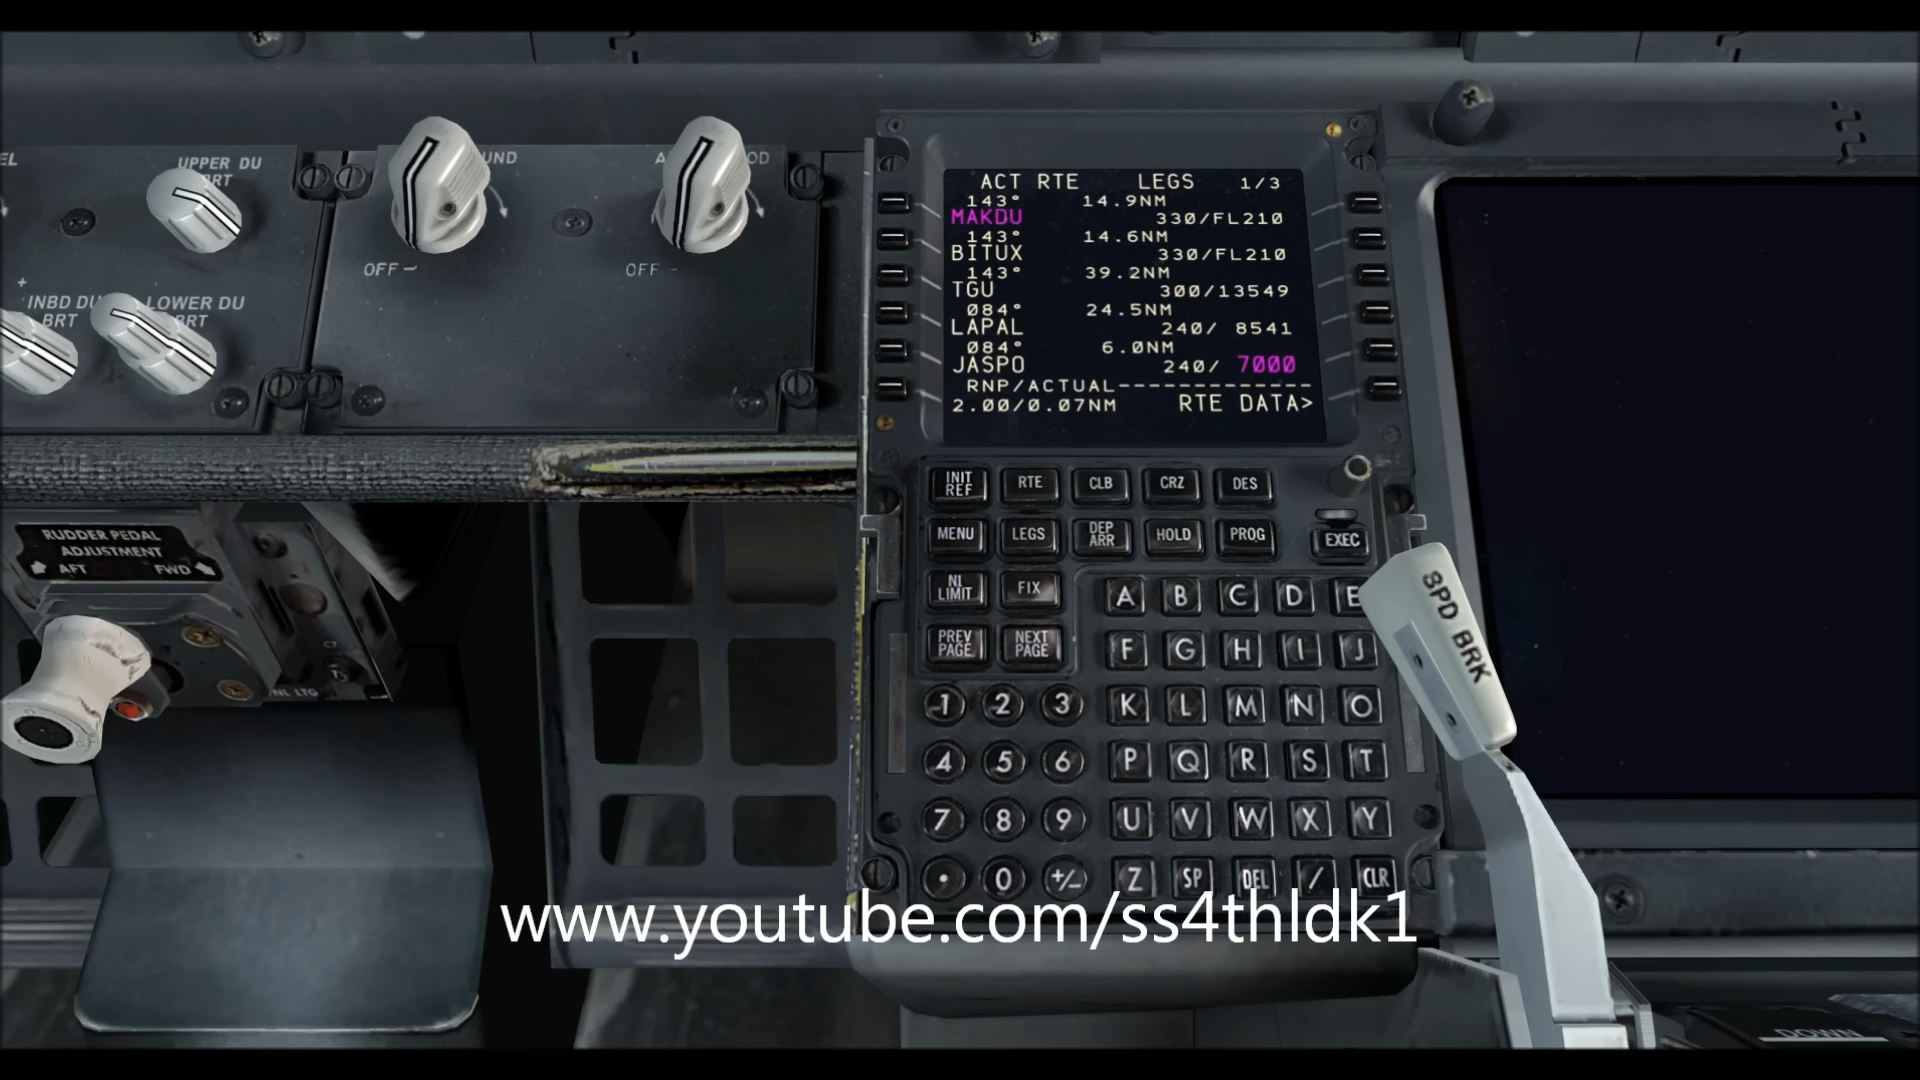 EL
UPPER DU
BRT
UND
OFF
OFF
+
INBD DU
BRT
LOWER DU
BRT
ACT RTE LEGS 1/3
143° 14.9NM
MAKDU 330/FL210
143° 14.6NM
BITUX 330/FL210
143° 39.2NM
TGU 300/13549
084° 24.5NM
LAPAL 240/ 8541
084° 6.0NM
JASPO 240/ 7000
RNP/ACTUAL------------
2.00/0.07NM RTE DATA>
INIT
REF
RTE
CLB
CRZ
DES
MENU
LEGS
DEP
ARR
HOLD
PROG
EXEC
N1
LIMIT
FIX
PREV
PAGE
NEXT
PAGE
A B C D E
F G H I J
1 2 3 K L M N O
4 5 6 P Q R S T
7 8 9 U V W X Y
. 0 +/- Z SP DEL / CLR
SPD BRK
RUDDER PEDAL
ADJUSTMENT
AFT FWD
NL LTG
DOWN
www.youtube.com/ss4thldk1